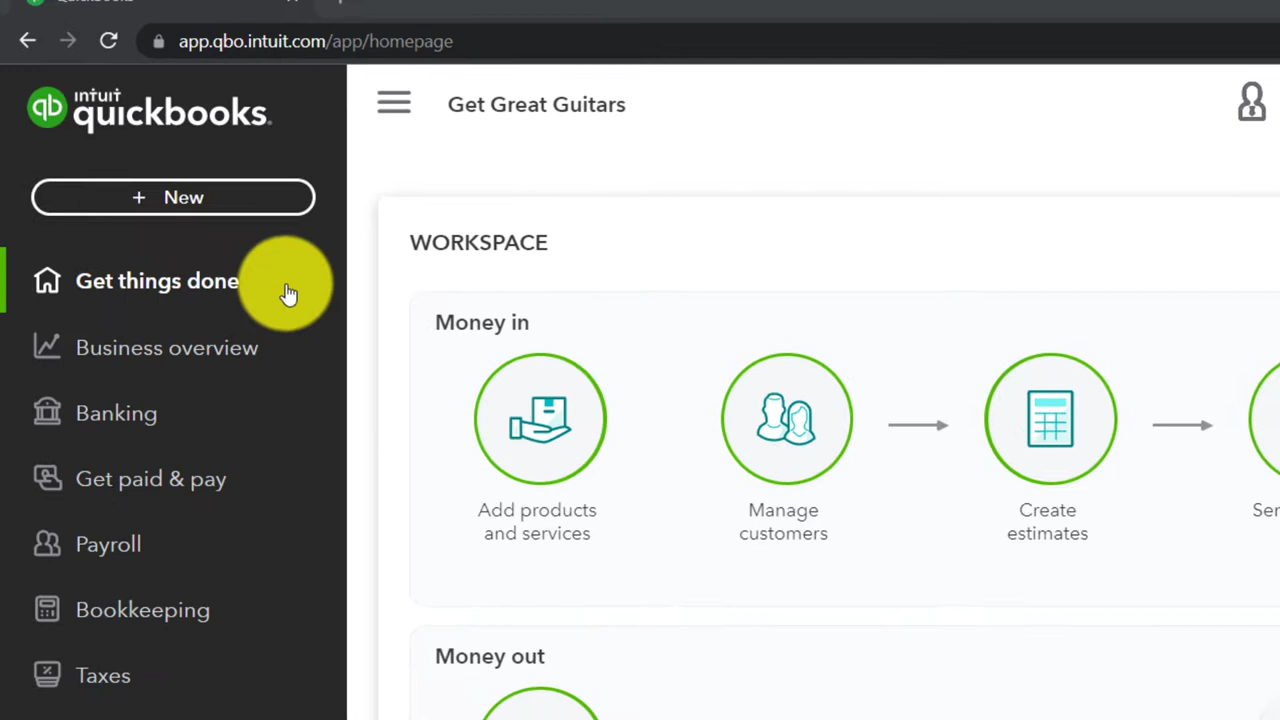 app.qbo.intuit.com/app/homepage
qb
intuit
quickbooks.
Get Great Guitars
+ New
WORKSPACE
Get things done
Business overview
Banking
Get paid & pay
Payroll
Bookkeeping
Taxes
Money in
Add products
and services
Manage
customers
Create
estimates
Money out